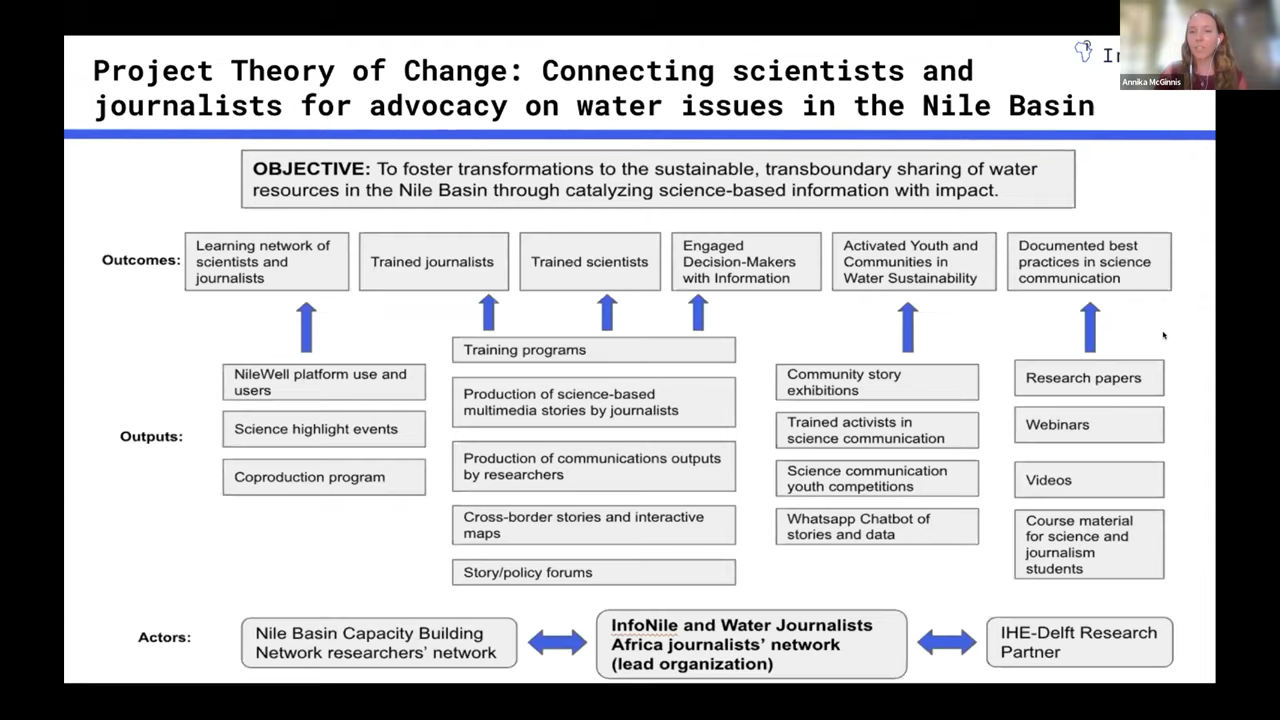 Project Theory of Change: Connecting scientists and
journalists for advocacy on water issues in the Nile Basin
Annika McGinnis
OBJECTIVE: To foster transformations to the sustainable, transboundary sharing of water
resources in the Nile Basin through catalyzing science-based information with impact.
Outcomes:
Learning network of
scientists and
journalists
Trained journalists
Trained scientists
Engaged
Decision-Makers
with Information
Activated Youth and
Communities in
Water Sustainability
Documented best
practices in science
communication
Outputs:
NileWell platform use and
users
Science highlight events
Coproduction program
Training programs
Production of science-based
multimedia stories by journalists
Production of communications outputs
by researchers
Cross-border stories and interactive
maps
Story/policy forums
Community story
exhibitions
Trained activists in
science communication
Science communication
youth competitions
Whatsapp Chatbot of
stories and data
Research papers
Webinars
Videos
Course material
for science and
journalism
students
Actors:
Nile Basin Capacity Building
Network researchers' network
InfoNile and Water Journalists
Africa journalists' network
(lead organization)
IHE-Delft Research
Partner